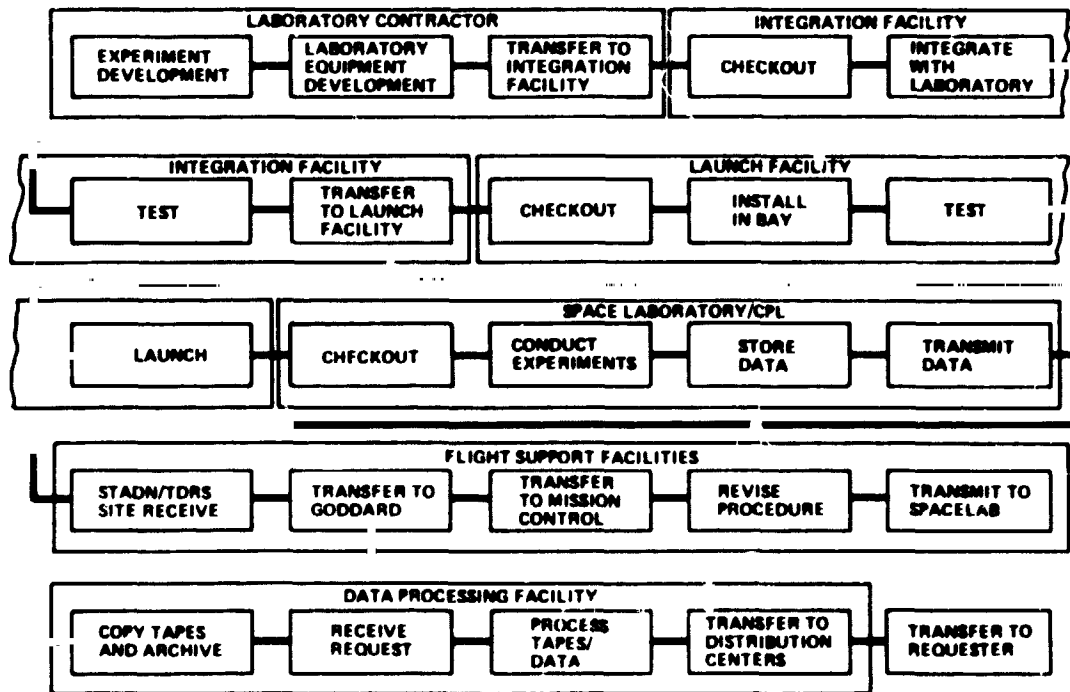 LABORATORY CONTRACTOR
INTEGRATION FACILITY
EXPERIMENT
DEVELOPMENT
LABORATORY
EQUIPMENT
DEVELOPMENT
TRANSFER TO
INTEGRATION
FACILITY
CHECKOUT
INTEGRATE
WITH
LABORATORY
INTEGRATION FACILITY
LAUNCH FACILITY
TEST
TRANSFER
TO LAUNCH
FACILITY
CHECKOUT
INSTALL
IN BAY
TEST
SPACE LABORATORY/CPL
LAUNCH
CHECKOUT
CONDUCT
EXPERIMENTS
STORE
DATA
TRANSMIT
DATA
FLIGHT SUPPORT FACILITIES
STADN/TDRS
SITE RECEIVE
TRANSFER TO
GODDARD
TRANSFER
TO MISSION
CONTROL
REVISE
PROCEDURE
TRANSMIT TO
SPACELAB
DATA PROCESSING FACILITY
COPY TAPES
AND ARCHIVE
RECEIVE
REQUEST
PROCESS
TAPES/
DATA
TRANSFER TO
DISTRIBUTION
CENTERS
TRANSFER TO
REQUESTER